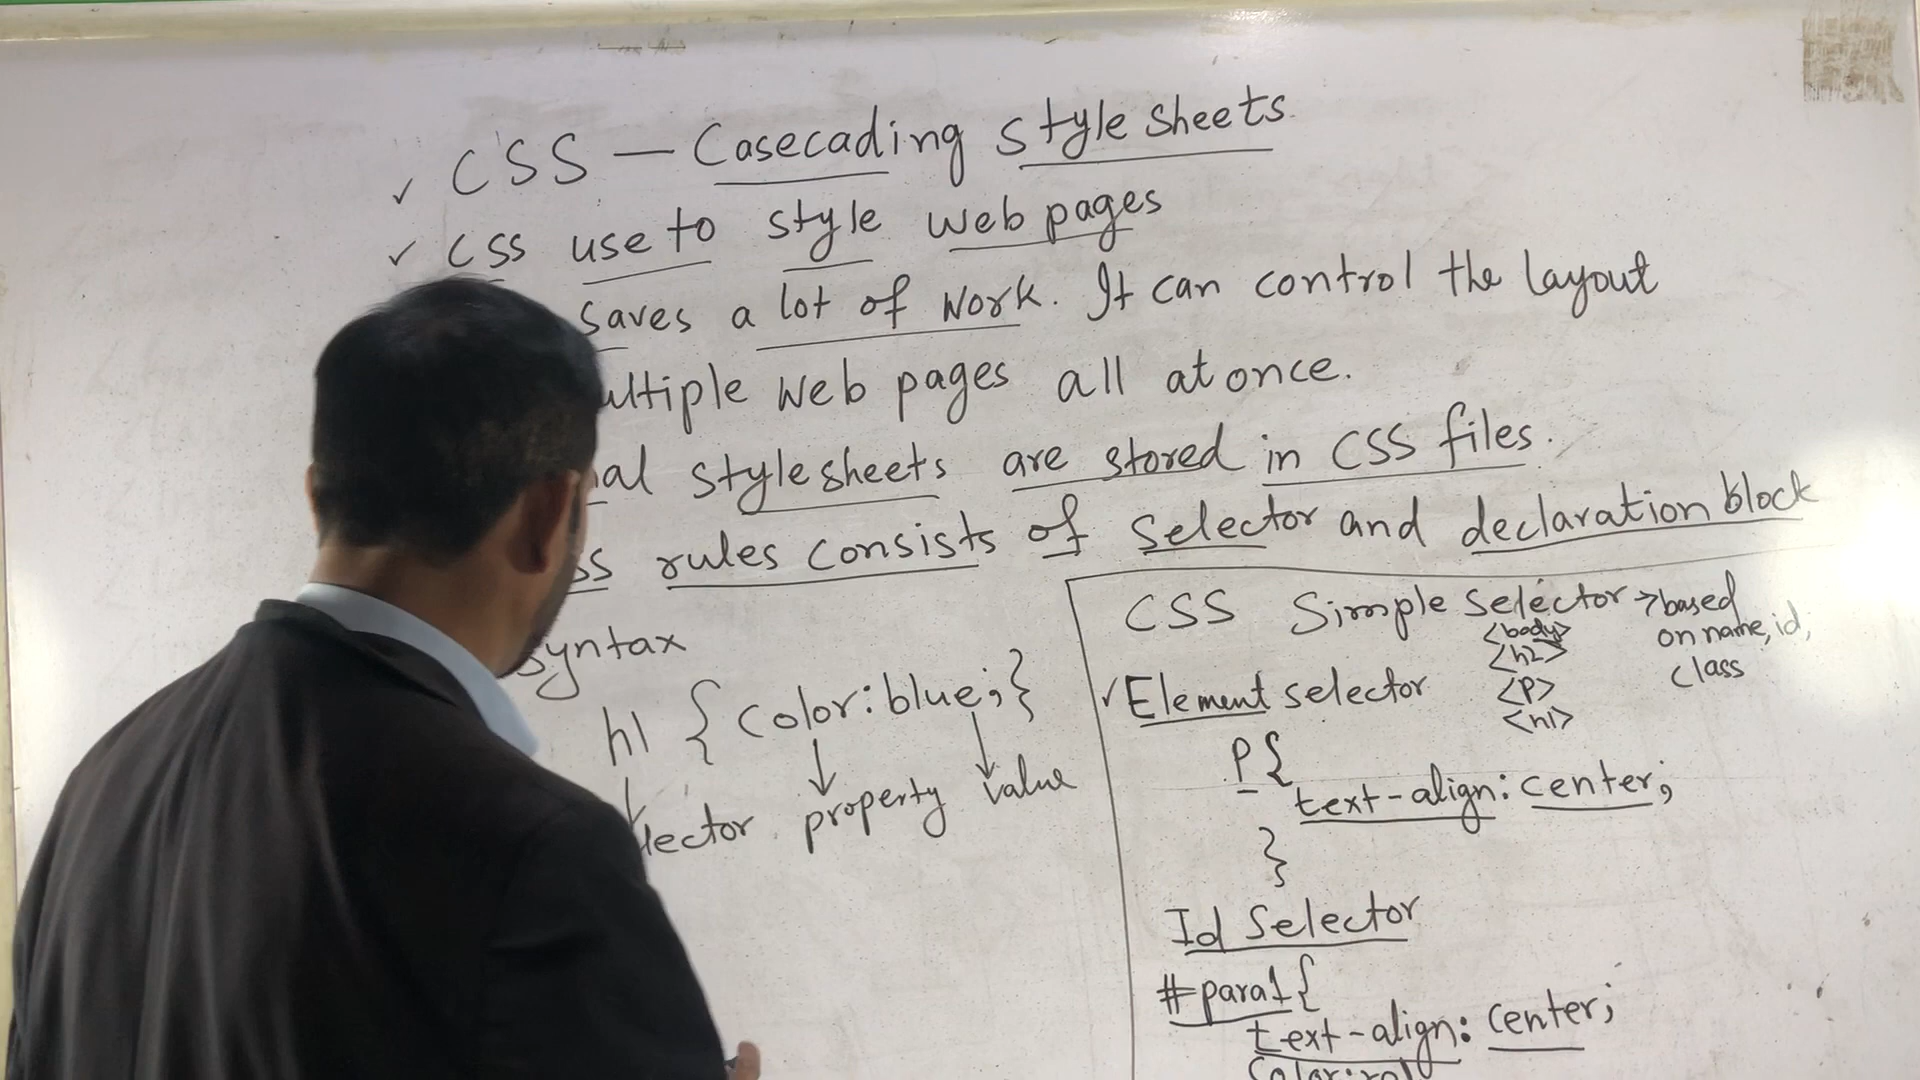 CSS — Casecading Style Sheets
CSS use to style web pages
saves a lot of work. It can control the layout
ultiple web pages all at once.
nal stylesheets are stored in CSS files.
ss rules consists of selector and declaration block
Syntax
h1 { color:blue;}
lector property value
CSS Simple selector → based
on name, id,
class
<body>
<h2>
<p>
<h1>
Element selector
P{
text-align: center;
}
Id Selector
#para1{
text-align: center;